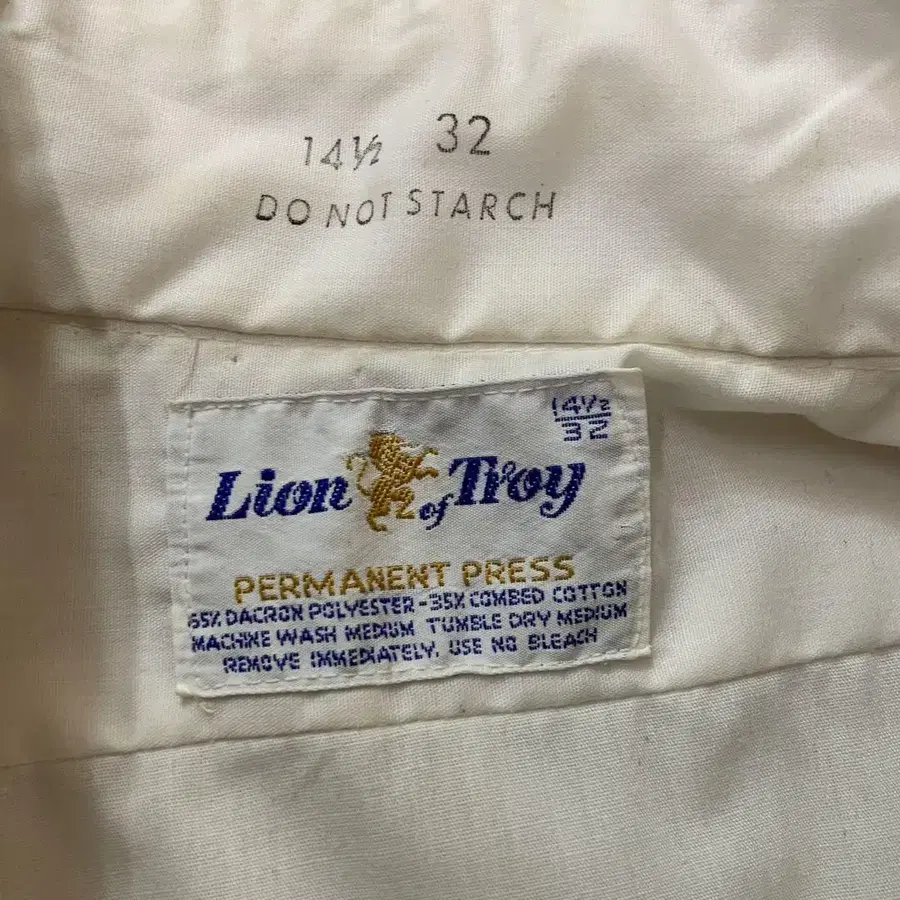 14½ 32
DO NOT STARCH
14½
32
Lion of Troy
PERMANENT PRESS
65% DACRON POLYESTER - 35% COMBED COTTON
MACHINE WASH MEDIUM TUMBLE DRY MEDIUM
REMOVE IMMEDIATELY. USE NO BLEACH